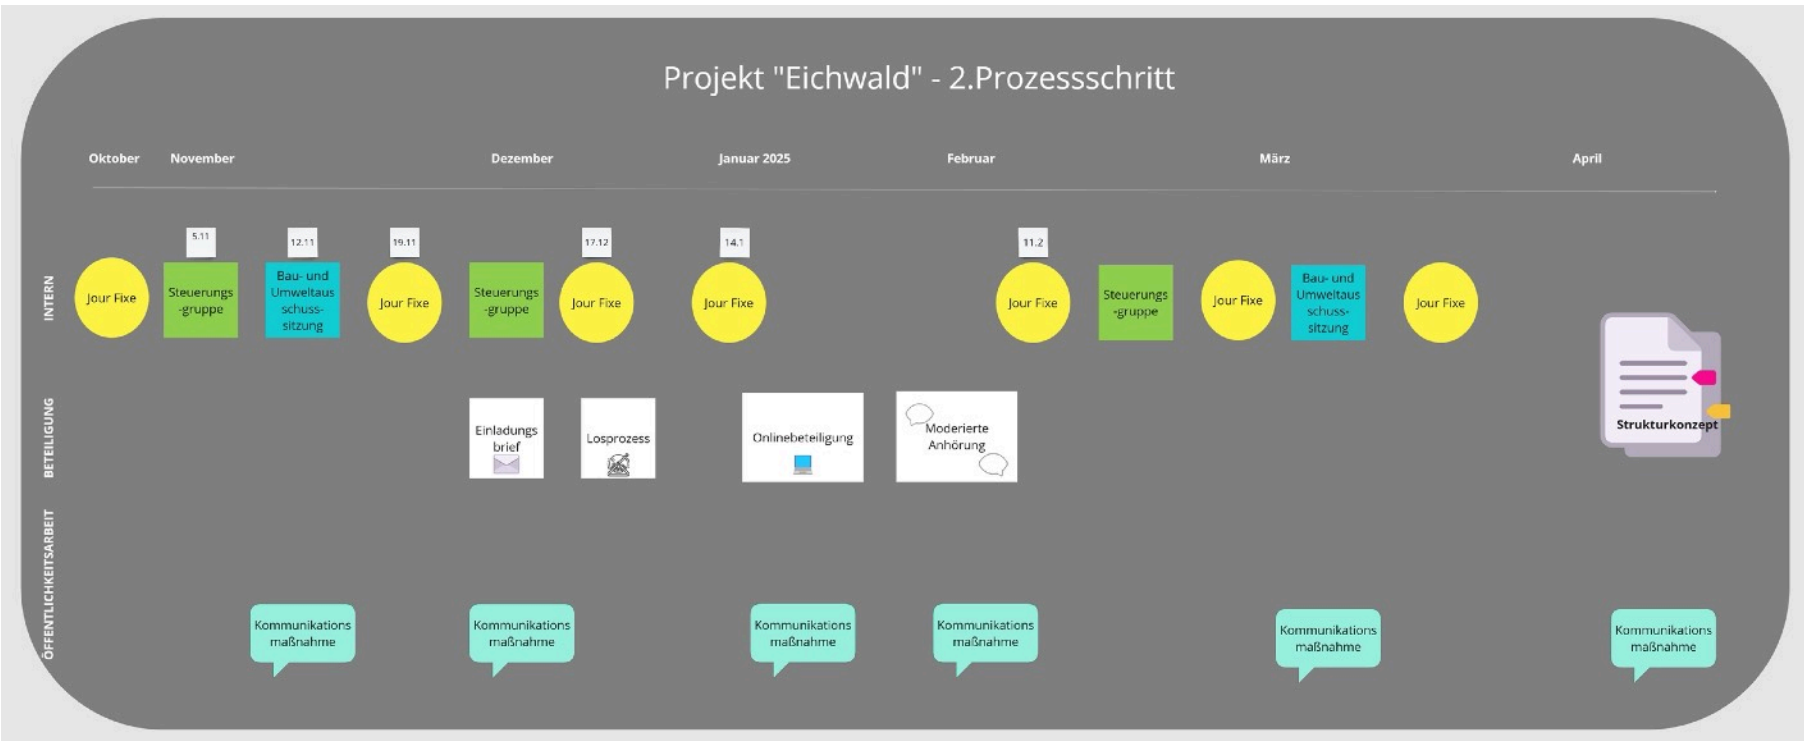 Projekt "Eichwald" - 2.Prozessschritt
Oktober November Dezember Januar 2025 Februar März April
INTERN
5.11
12.11
19.11
17.12
14.1
11.2
Jour Fixe
Steuerungs
-gruppe
Bau- und
Umweltaus
schuss-
sitzung
Jour Fixe
Steuerungs
-gruppe
Jour Fixe
Jour Fixe
Jour Fixe
Steuerungs
-gruppe
Jour Fixe
Bau- und
Umweltaus
schuss-
sitzung
Jour Fixe
BETEILIGUNG
Einladungs
brief
Losprozess
Onlinebeteiligung
Moderierte
Anhörung
Strukturkonzept
ÖFFENTLICHKEITSARBEIT
Kommunikations
maßnahme
Kommunikations
maßnahme
Kommunikations
maßnahme
Kommunikations
maßnahme
Kommunikations
maßnahme
Kommunikations
maßnahme